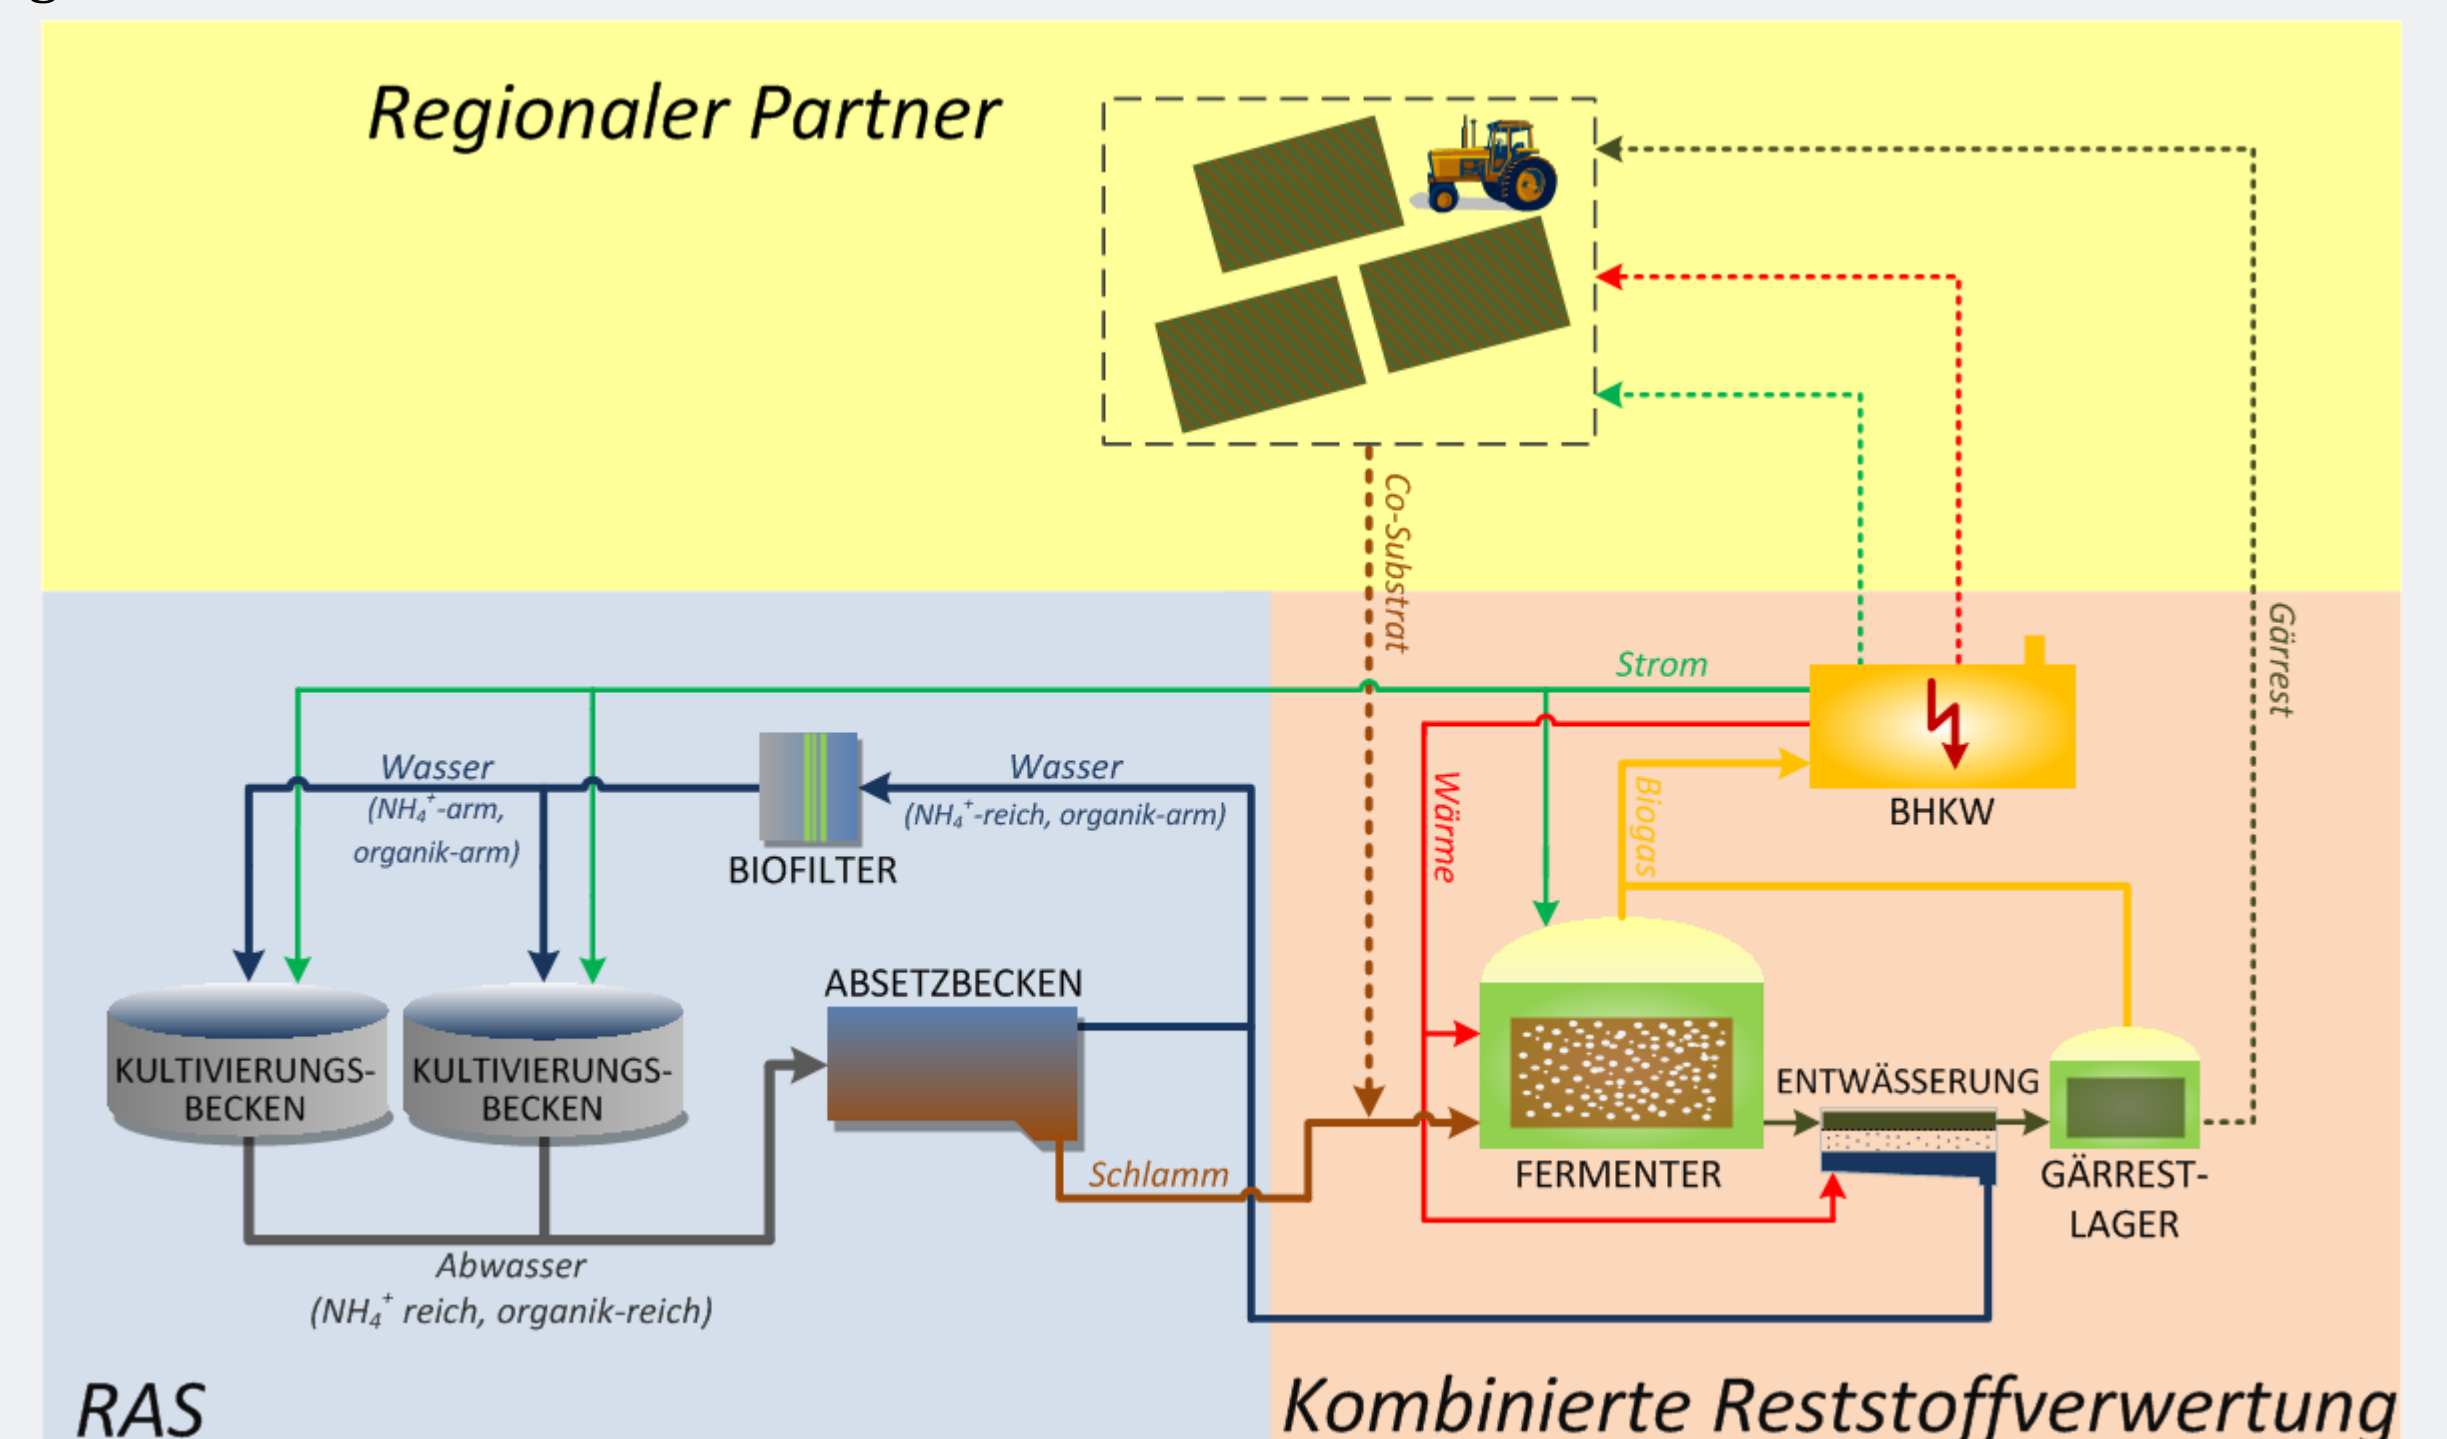 Regionaler Partner
Co-Substrat
Gärrest
Strom
Wasser
(NH₄⁺-arm,
organik-arm)
Wasser
(NH₄⁺-reich, organik-arm)
BIOFILTER
Wärme
Biogas
BHKW
ABSETZBECKEN
KULTIVIERUNGS-
BECKEN
KULTIVIERUNGS-
BECKEN
ENTWÄSSERUNG
Schlamm
FERMENTER
GÄRREST-
LAGER
Abwasser
(NH₄⁺ reich, organik-reich)
RAS
Kombinierte Reststoffverwertung